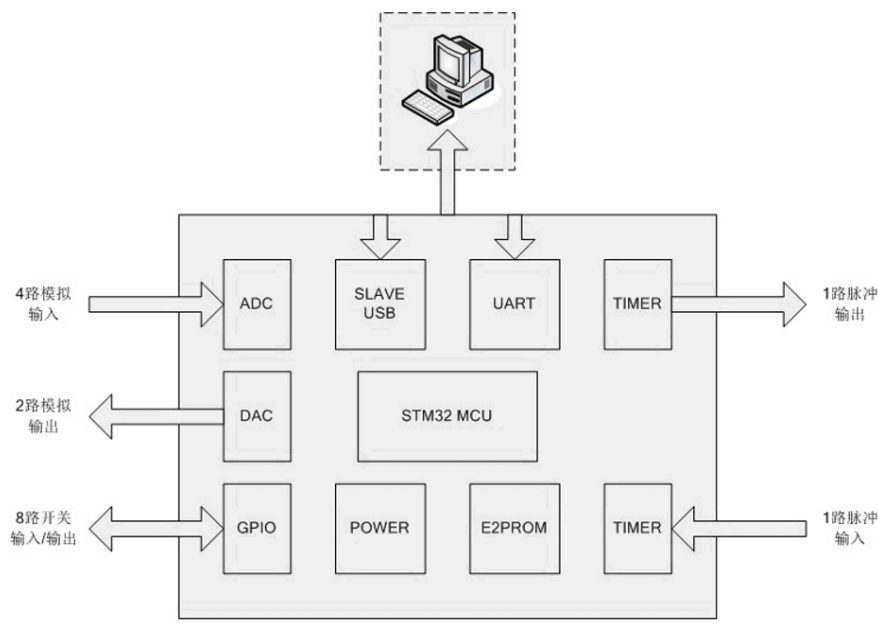 4路模拟
输入
ADC
SLAVE
USB
UART
TIMER
1路脉冲
输出
2路模拟
输出
DAC
STM32 MCU
8路开关
输入/输出
GPIO
POWER
E2PROM
TIMER
1路脉冲
输入